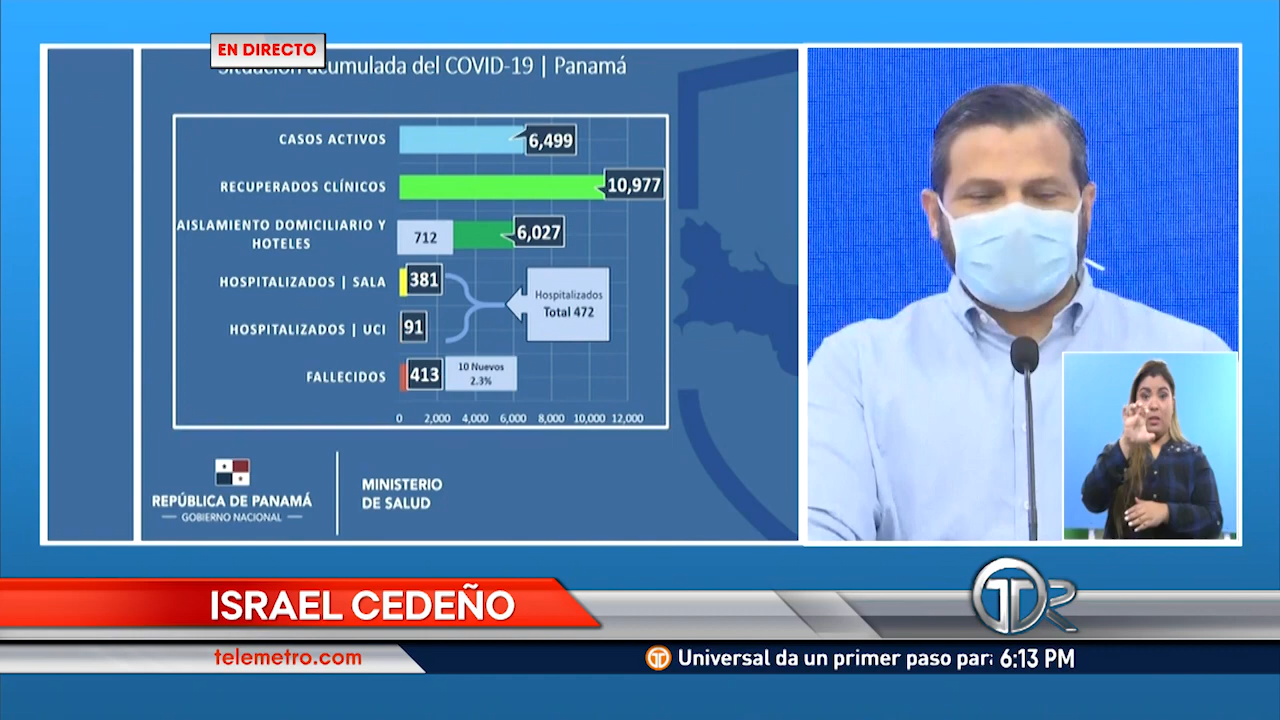 EN DIRECTO
Situación acumulada del COVID-19 | Panamá
CASOS ACTIVOS
6,499
RECUPERADOS CLÍNICOS
10,977
AISLAMIENTO DOMICILIARIO Y
HOTELES
712
6,027
HOSPITALIZADOS | SALA
381
HOSPITALIZADOS | UCI
91
Hospitalizados
Total 472
FALLECIDOS
413
10 Nuevos
2.3%
0 2,000 4,000 6,000 8,000 10,000 12,000
REPÚBLICA DE PANAMÁ
GOBIERNO NACIONAL
MINISTERIO
DE SALUD
ISRAEL CEDEÑO
TR
telemetro.com
Universal da un primer paso par
6:13 PM